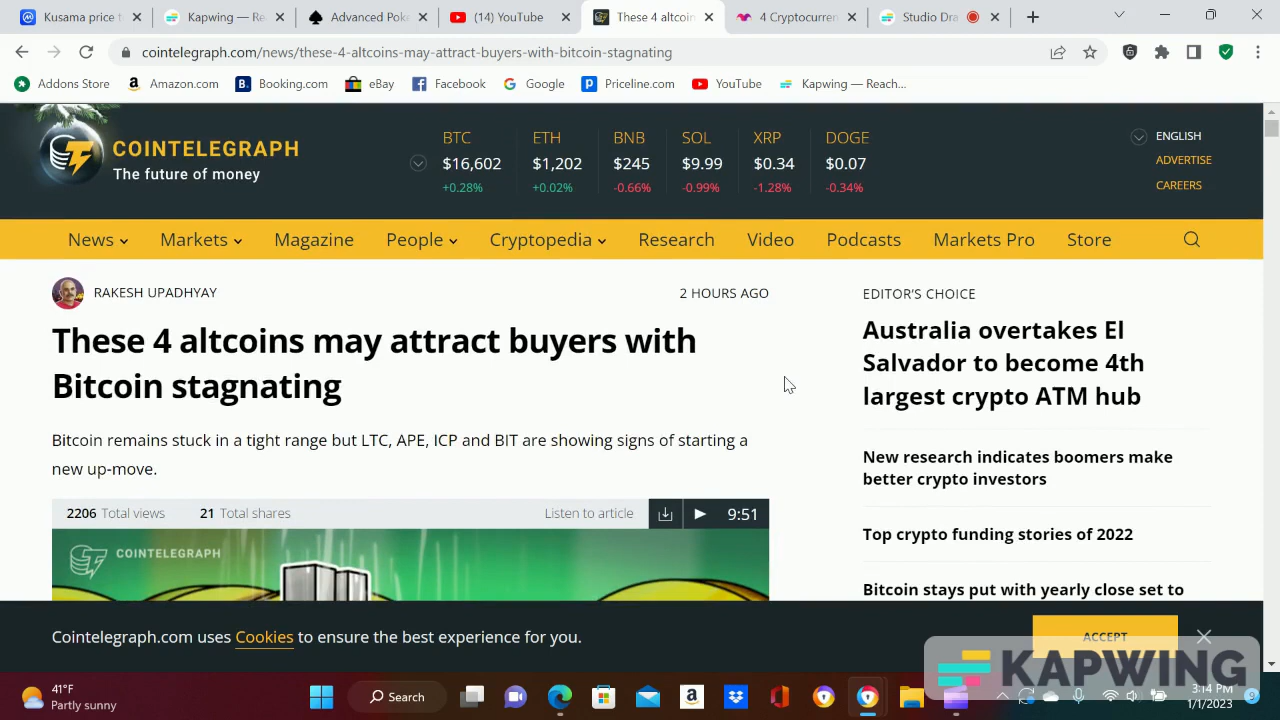 Kusama price to
Kapwing — Re
Advanced Pok
(14) YouTube
These 4 altcoin
4 Cryptocurren
Studio Dra
cointelegraph.com/news/these-4-altcoins-may-attract-buyers-with-bitcoin-stagnating
Addons Store
Amazon.com
Booking.com
eBay
Facebook
Google
Priceline.com
YouTube
Kapwing — Reach...
COINTELEGRAPH
The future of money
BTC ETH BNB SOL XRP DOGE
$16,602 $1,202 $245 $9.99 $0.34 $0.07
+0.28% +0.02% -0.66% -0.99% -1.28% -0.34%
ENGLISH
ADVERTISE
CAREERS
News Markets Magazine People Cryptopedia Research Video Podcasts Markets Pro Store
RAKESH UPADHYAY
2 HOURS AGO
These 4 altcoins may attract buyers with
Bitcoin stagnating
Bitcoin remains stuck in a tight range but LTC, APE, ICP and BIT are showing signs of starting a
new up-move.
2206 Total views 21 Total shares Listen to article 9:51
COINTELEGRAPH
EDITOR'S CHOICE
Australia overtakes El
Salvador to become 4th
largest crypto ATM hub
New research indicates boomers make
better crypto investors
Top crypto funding stories of 2022
Bitcoin stays put with yearly close set to
Cointelegraph.com uses Cookies to ensure the best experience for you.
ACCEPT
KAPWING
41°F
Partly sunny
Search
3:14 PM
1/1/2023